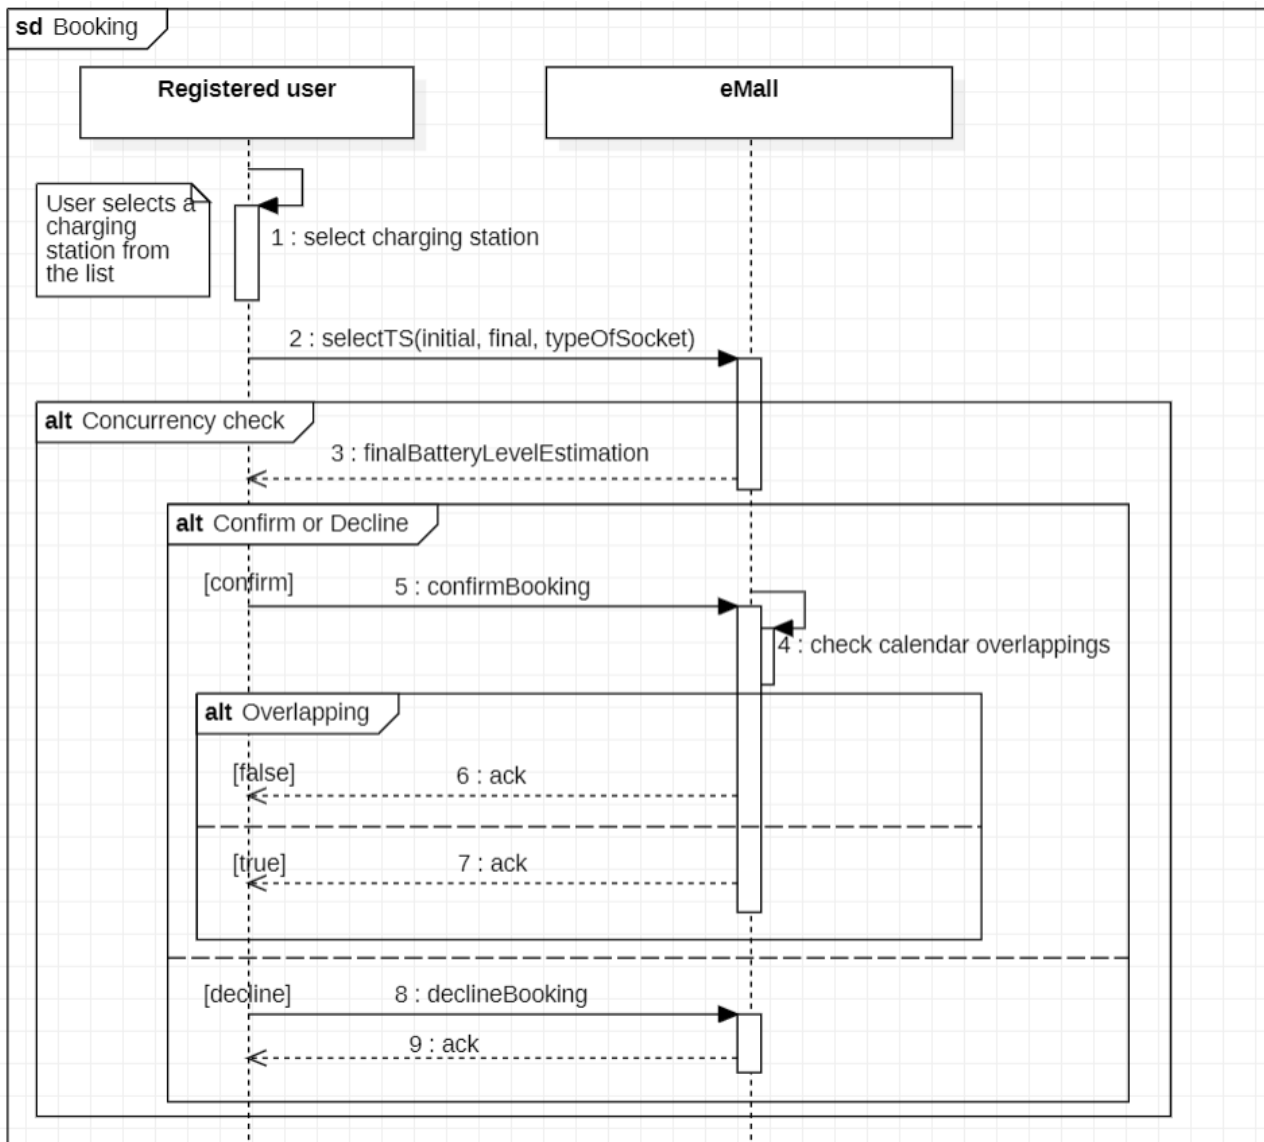 sd Booking
Registered user
eMall
User selects a
charging
station from
the list
1 : select charging station
2 : selectTS(initial, final, typeOfSocket)
alt Concurrency check
3 : finalBatteryLevelEstimation
alt Confirm or Decline
[confirm]
5 : confirmBooking
4 : check calendar overlappings
alt Overlapping
[false]
6 : ack
[true]
7 : ack
[decline]
8 : declineBooking
9 : ack